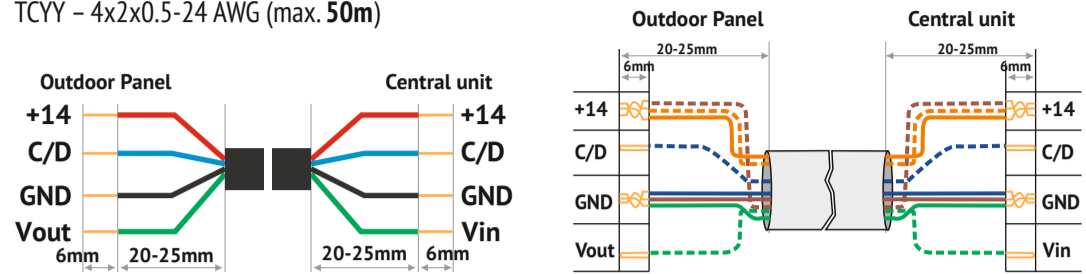 TCYY – 4x2x0.5-24 AWG (max. 50m)
Outdoor Panel Central unit
+14 +14
C/D C/D
GND GND
Vout Vin
6mm 20-25mm 20-25mm 6mm
Outdoor Panel Central unit
20-25mm 20-25mm
6mm 6mm
+14 +14
C/D C/D
GND GND
Vout Vin